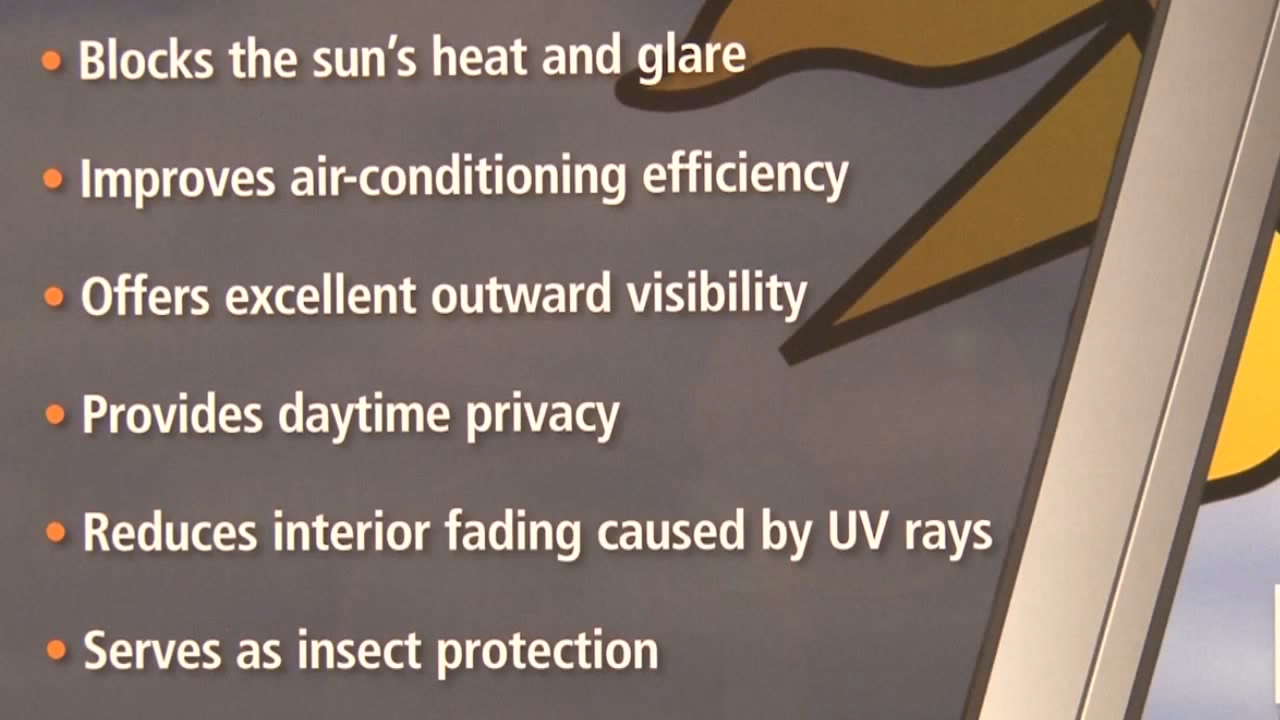 • Blocks the sun's heat and glare
• Improves air-conditioning efficiency
• Offers excellent outward visibility
• Provides daytime privacy
• Reduces interior fading caused by UV rays
• Serves as insect protection